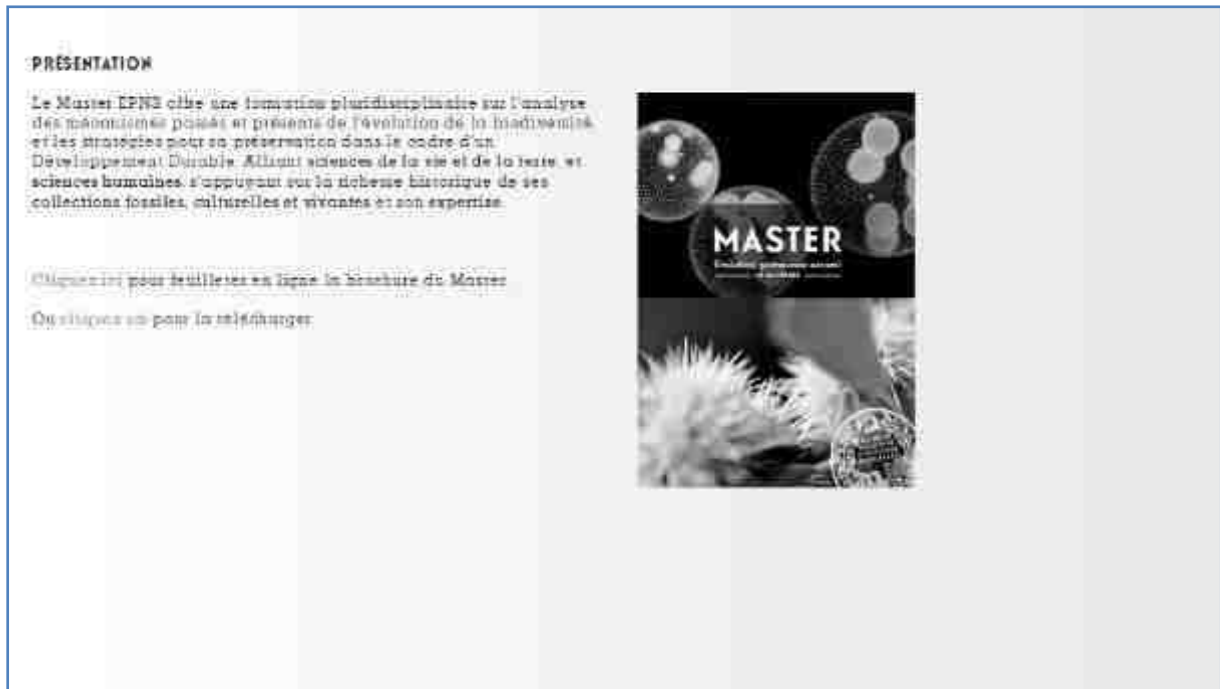 PRÉSENTATION
Le Master EPNS offre une formation pluridisciplinaire sur l'analyse
des mécanismes passés et présents de l'évolution de la biodiversité
et les stratégies pour sa préservation dans le cadre d'un
Développement Durable. Alliant sciences de la vie et de la terre, et
sciences humaines, s'appuyant sur la richesse historique de ses
collections fossiles, culturelles et vivantes et son expertise.
Cliquez ici pour feuilleter en ligne la brochure du Master
Ou cliquez ici pour la télécharger
MASTER